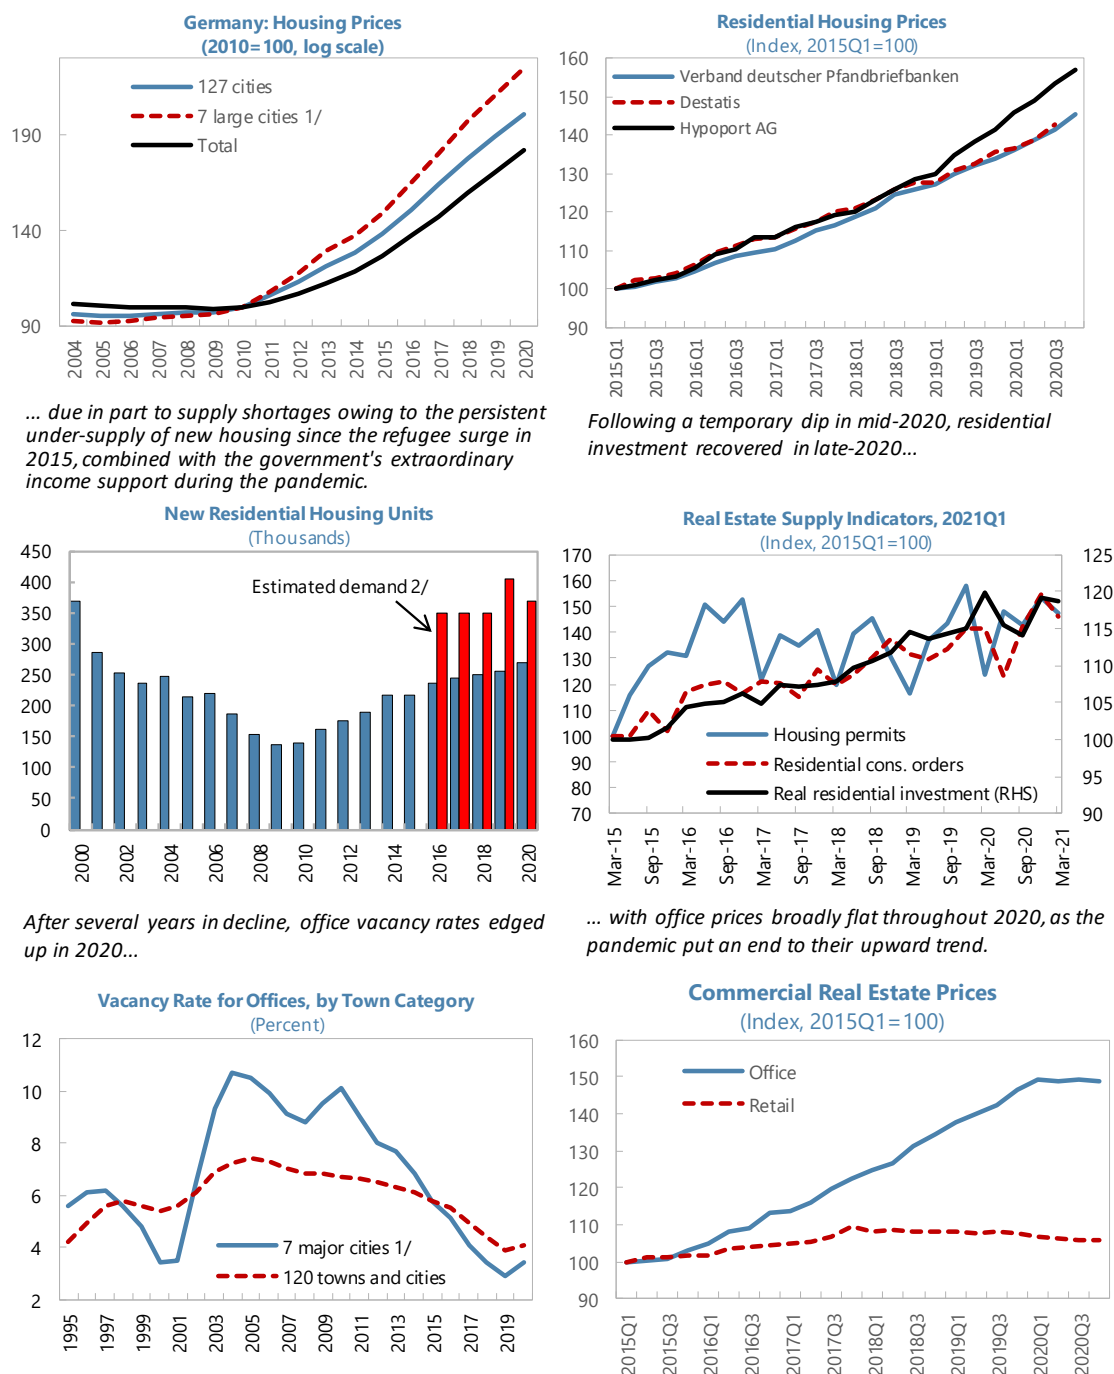 Germany: Housing Prices
(2010=100, log scale)
127 cities
7 large cities 1/
Total
190
140
90
2004
2005
2006
2007
2008
2009
2010
2011
2012
2013
2014
2015
2016
2017
2018
2019
2020
Residential Housing Prices
(Index, 2015Q1=100)
Verband deutscher Pfandbriefbanken
Destatis
Hypoport AG
160
150
140
130
120
110
100
90
2015Q1
2015Q3
2016Q1
2016Q3
2017Q1
2017Q3
2018Q1
2018Q3
2019Q1
2019Q3
2020Q1
2020Q3
... due in part to supply shortages owing to the persistent
under-supply of new housing since the refugee surge in
2015, combined with the government's extraordinary
income support during the pandemic.
Following a temporary dip in mid-2020, residential
investment recovered in late-2020...
New Residential Housing Units
(Thousands)
Estimated demand 2/
450
400
350
300
250
200
150
100
50
0
2000
2002
2004
2006
2008
2010
2012
2014
2016
2018
2020
Real Estate Supply Indicators, 2021Q1
(Index, 2015Q1=100)
170
160
150
140
130
120
110
100
90
80
70
125
120
115
110
105
100
95
90
Housing permits
Residential cons. orders
Real residential investment (RHS)
Mar-15
Sep-15
Mar-16
Sep-16
Mar-17
Sep-17
Mar-18
Sep-18
Mar-19
Sep-19
Mar-20
Sep-20
Mar-21
After several years in decline, office vacancy rates edged
up in 2020...
... with office prices broadly flat throughout 2020, as the
pandemic put an end to their upward trend.
Vacancy Rate for Offices, by Town Category
(Percent)
12
10
8
6
4
2
7 major cities 1/
120 towns and cities
1995
1997
1999
2001
2003
2005
2007
2009
2011
2013
2015
2017
2019
Commercial Real Estate Prices
(Index, 2015Q1=100)
160
150
140
130
120
110
100
90
Office
Retail
2015Q1
2015Q3
2016Q1
2016Q3
2017Q1
2017Q3
2018Q1
2018Q3
2019Q1
2019Q3
2020Q1
2020Q3